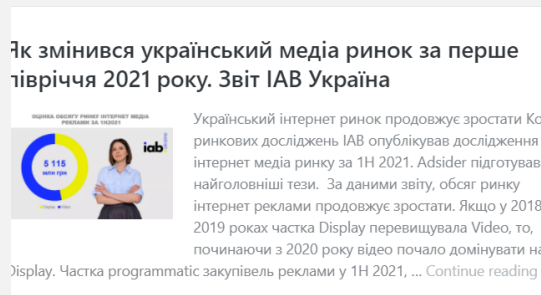 Як змінився український медіа ринок за перше
півріччя 2021 року. Звіт IAB Україна
ОЦІНКА ОБСЯГУ РИНКУ ІНТЕРНЕТ МЕДІА
РЕКЛАМИ ЗА 1H2021
iab.
5 115
млн грн
Display Video
Український інтернет ринок продовжує зростати
ринкових досліджень IAB опублікував дослідження
інтернет медіа ринку за 1H 2021. Adsider підготував
найголовніші тези. За даними звіту, обсяг ринку
інтернет реклами продовжує зростати. Якщо у 2018
2019 роках частка Display перевищувала Video, то,
починаючи з 2020 року відео почало домінувати на
Display. Частка programmatic закупівель реклами у 1H 2021, ... Continue reading